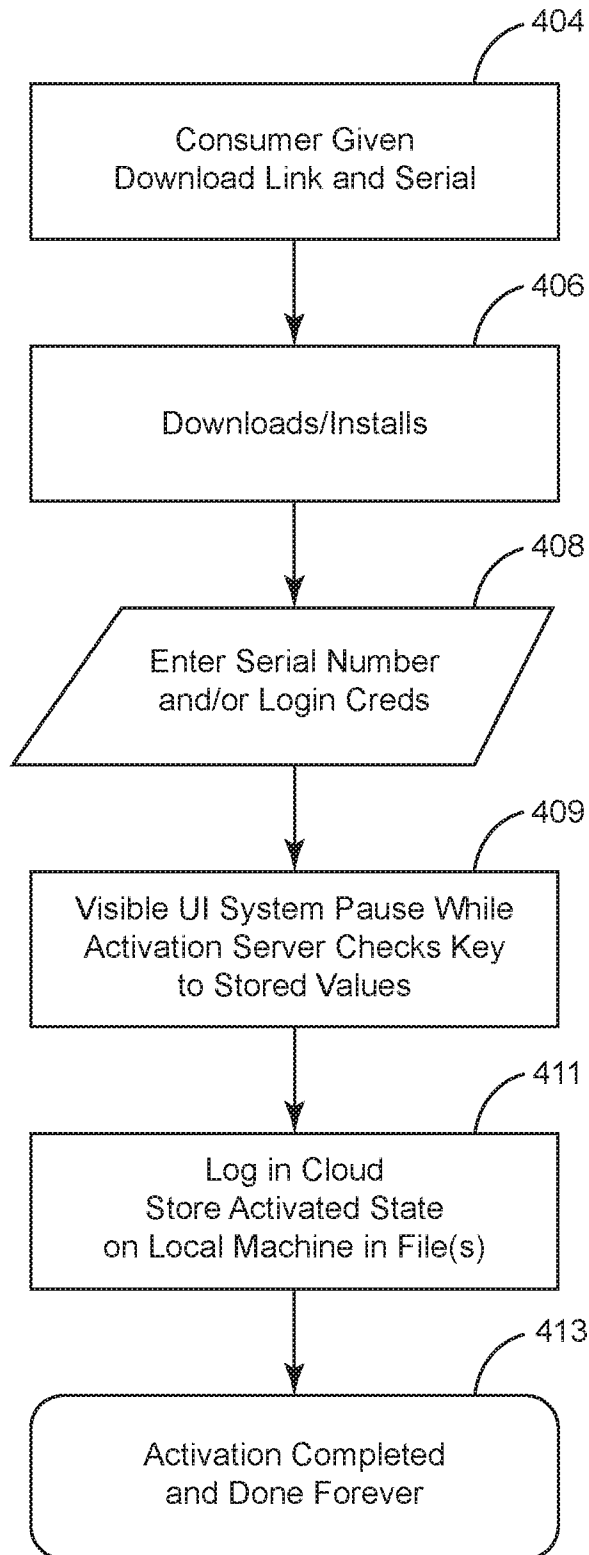 404
Consumer Given
Download Link and Serial
406
Downloads/Installs
408
Enter Serial Number
and/or Login Creds
409
Visible UI System Pause While
Activation Server Checks Key
to Stored Values
411
Log in Cloud
Store Activated State
on Local Machine in File(s)
413
Activation Completed
and Done Forever